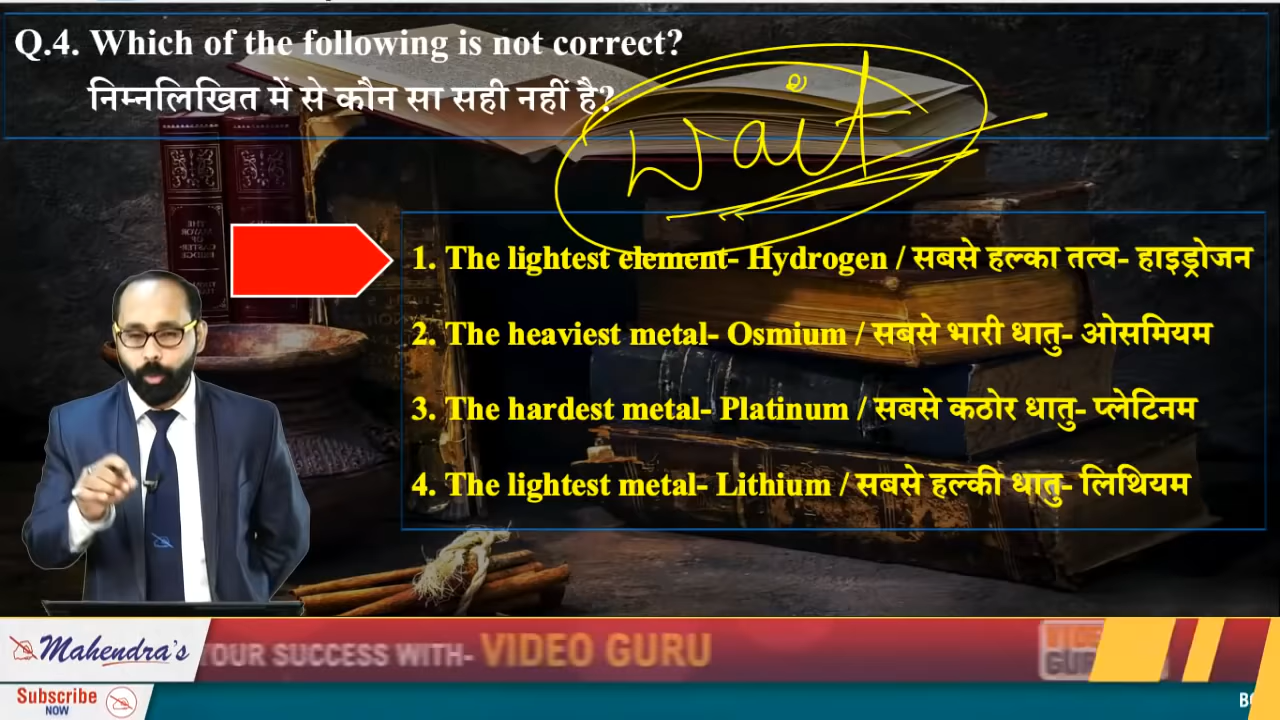 Q.4. Which of the following is not correct?
निम्नलिखित में से कौन सा सही नहीं है?
wait
1. The lightest element- Hydrogen / सबसे हल्का तत्व- हाइड्रोजन
2. The heaviest metal- Osmium / सबसे भारी धातु- ओसमियम
3. The hardest metal- Platinum / सबसे कठोर धातु- प्लेटिनम
4. The lightest metal- Lithium / सबसे हल्की धातु- लिथियम
Mahendra's
YOUR SUCCESS WITH- VIDEO GURU
Subscribe
NOW